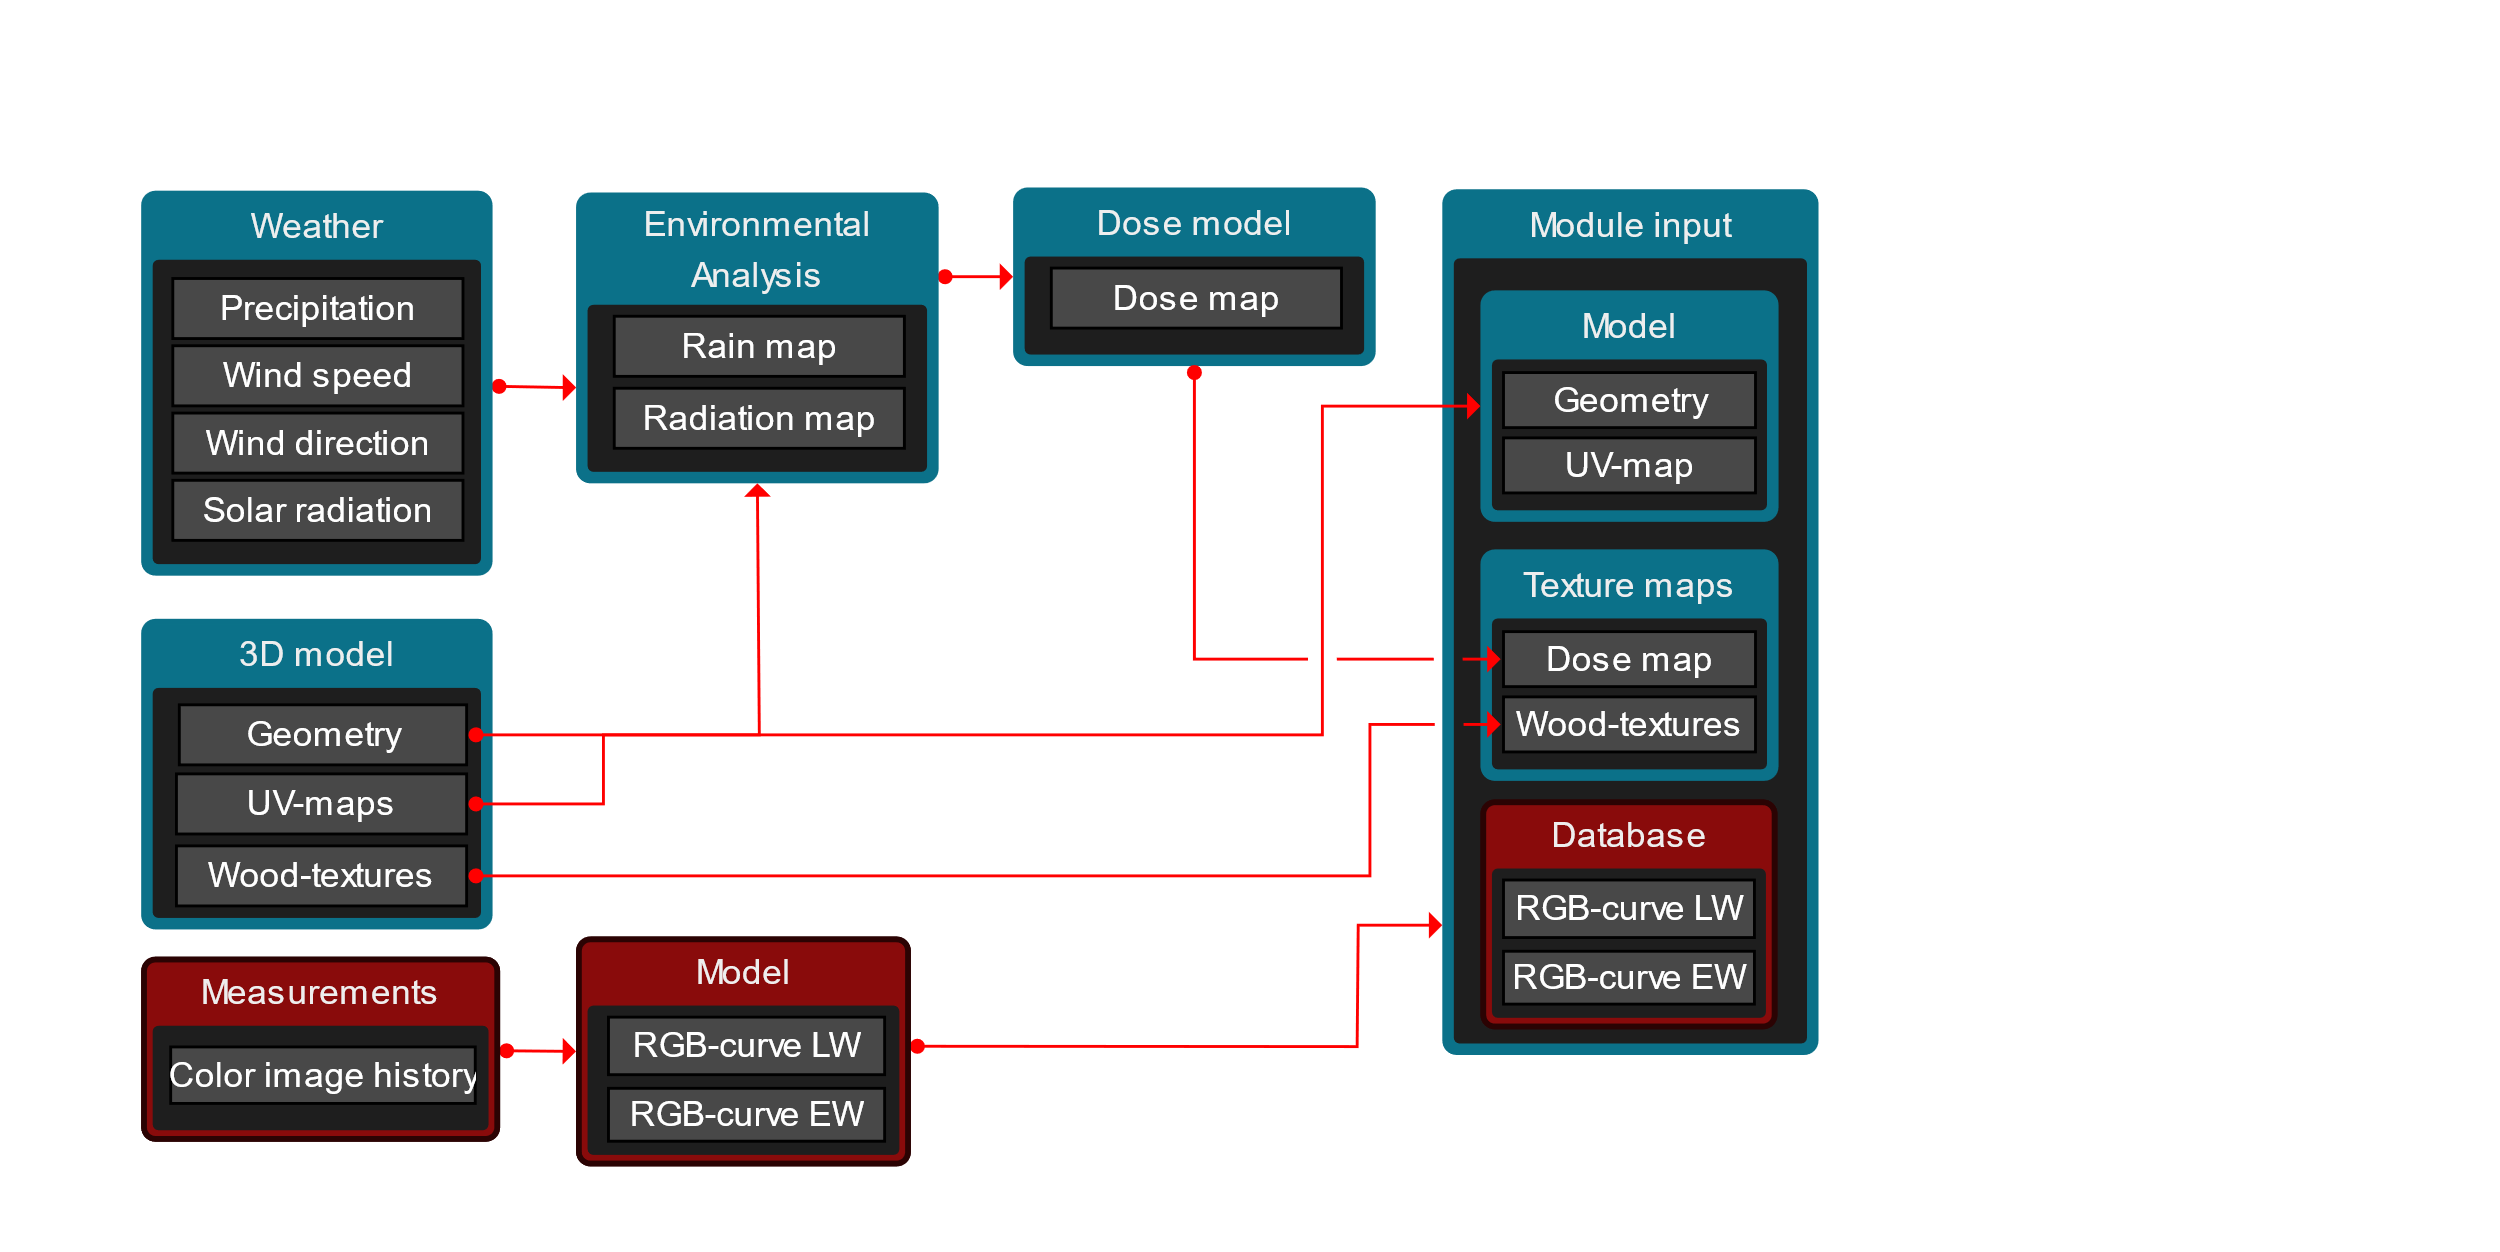 Weather
Precipitation
Wind speed
Wind direction
Solar radiation
Environmental
Analysis
Rain map
Radiation map
Dose model
Dose map
Module input
Model
Geometry
UV-map
Texture maps
Dose map
Wood-textures
Database
RGB-curve LW
RGB-curve EW
3D model
Geometry
UV-maps
Wood-textures
Measurements
Color image history
Model
RGB-curve LW
RGB-curve EW